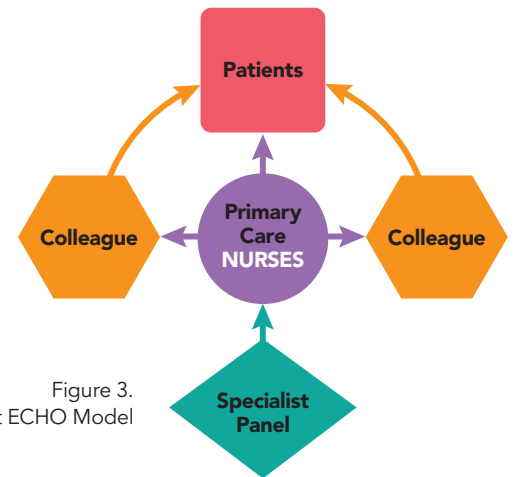 Patients
Primary
Care
NURSES
Colleague
Colleague
Specialist
Panel
Figure 3.
ECHO Model